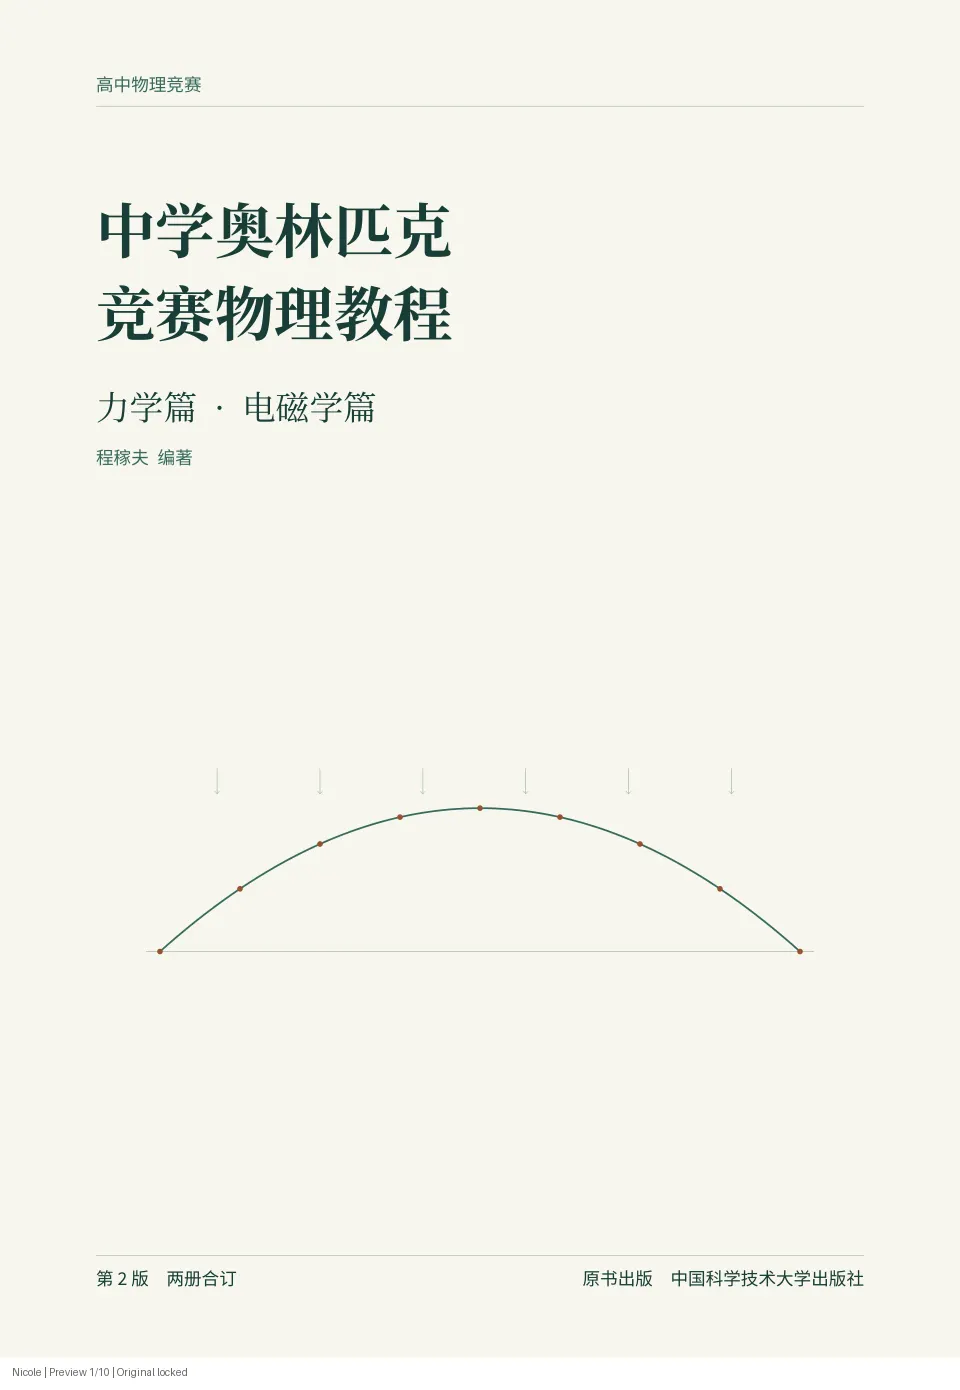 高中物理竞赛
中学奥林匹克
竞赛物理教程
力学篇 · 电磁学篇
程稼夫 编著
第 2 版 两册合订
原书出版 中国科学技术大学出版社
Nicole | Preview 1/10 | Original locked